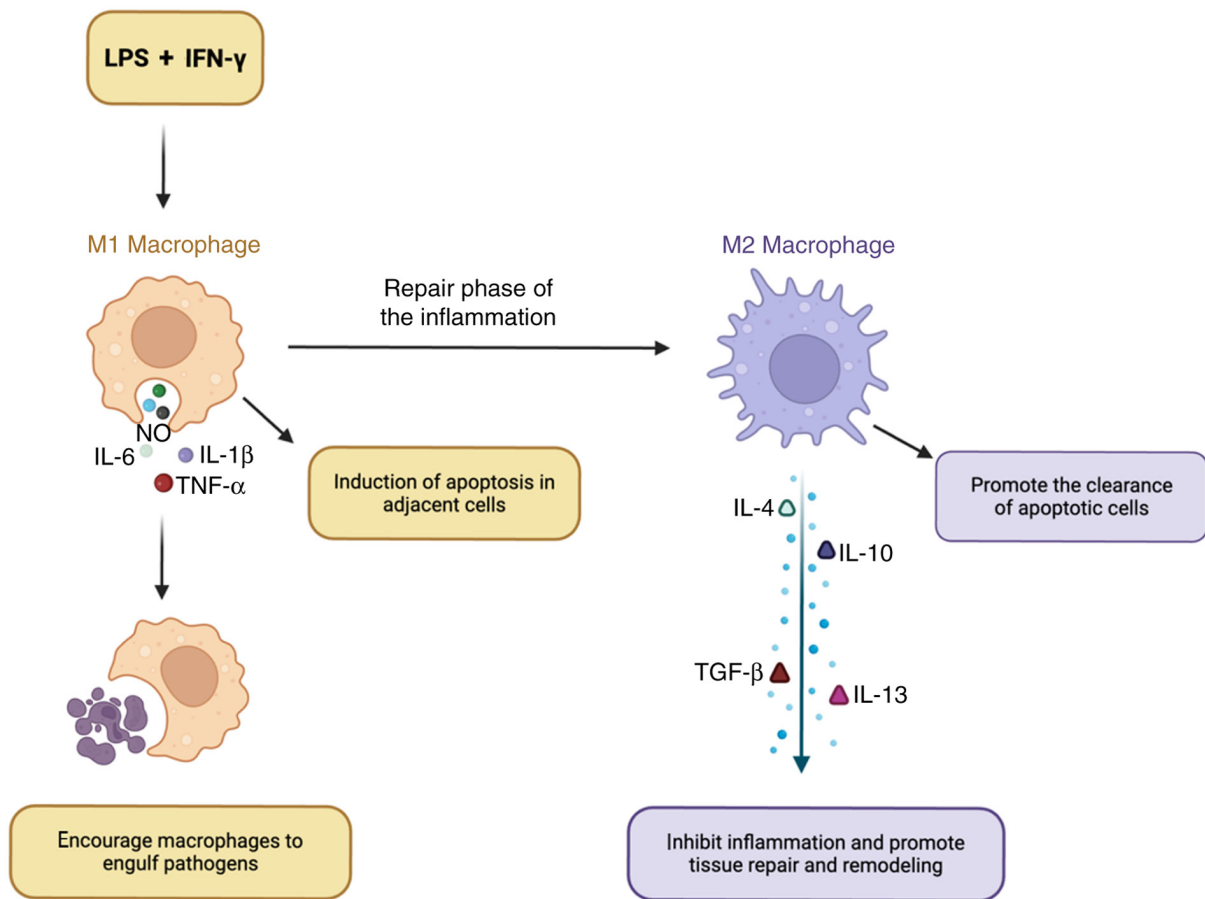 LPS + IFN-γ
M1 Macrophage
M2 Macrophage
Repair phase of
the inflammation
NO
IL-6
IL-1β
TNF-α
Induction of apoptosis in
adjacent cells
Promote the clearance
of apoptotic cells
IL-4
IL-10
TGF-β
IL-13
Encourage macrophages to
engulf pathogens
Inhibit inflammation and promote
tissue repair and remodeling